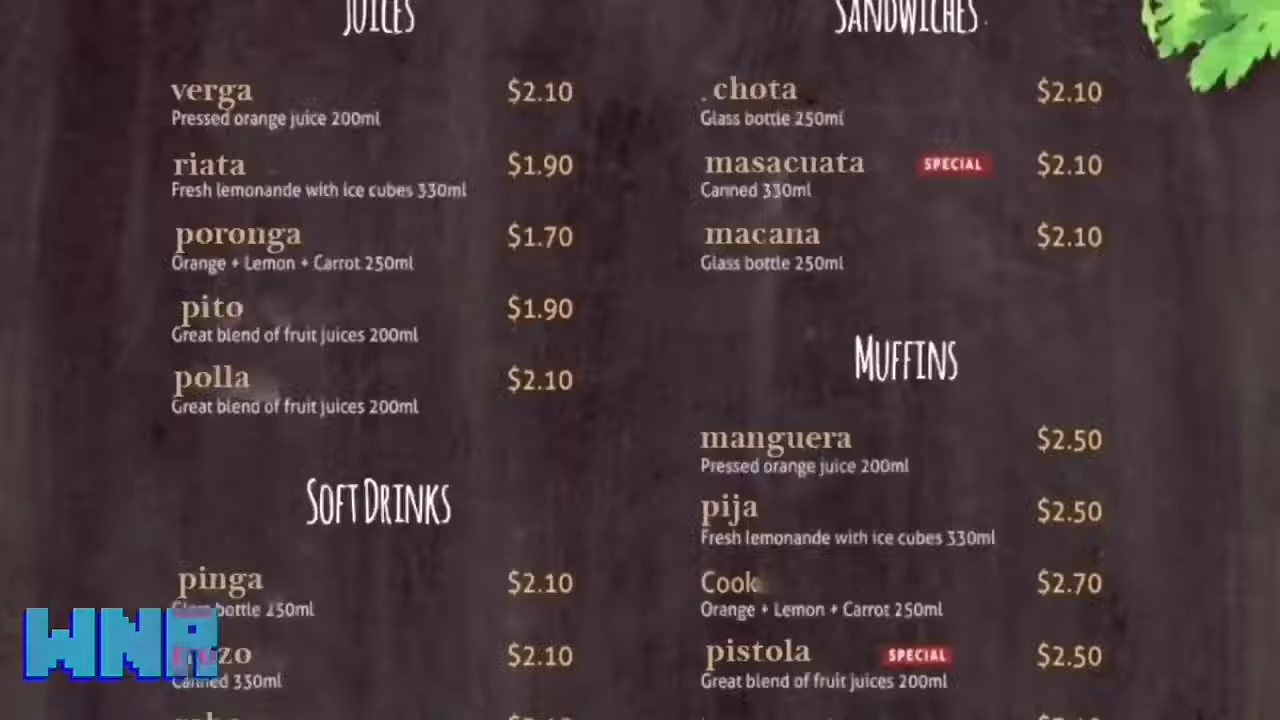 JUICES
verga $2.10
Pressed orange juice 200ml
riata $1.90
Fresh lemonande with ice cubes 330ml
poronga $1.70
Orange + Lemon + Carrot 250ml
pito $1.90
Great blend of fruit juices 200ml
polla $2.10
Great blend of fruit juices 200ml
SOFT DRINKS
pinga $2.10
bottle 250ml
$2.10
Canned 330ml
SANDWICHES
chota $2.10
Glass bottle 250ml
masacuata SPECIAL $2.10
Canned 330ml
macana $2.10
Glass bottle 250ml
MUFFINS
manguera $2.50
Pressed orange juice 200ml
pija $2.50
Fresh lemonande with ice cubes 330ml
Cook $2.70
Orange + Lemon + Carrot 250ml
pistola SPECIAL $2.50
Great blend of fruit juices 200ml
WNR